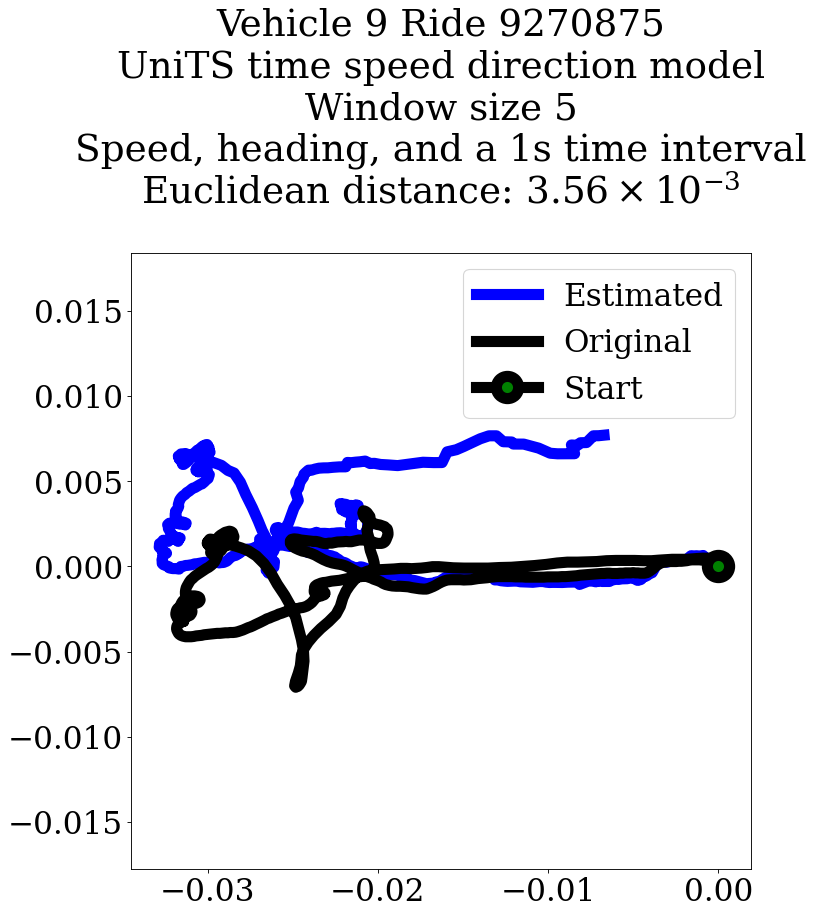 Vehicle 9 Ride 9270875
UniTS time speed direction model
Window size 5
Speed, heading, and a 1s time interval
Euclidean distance: 3.56 × 10⁻³
Estimated
Original
Start
0.015
0.010
0.005
0.000
−0.005
−0.010
−0.015
−0.03
−0.02
−0.01
0.00